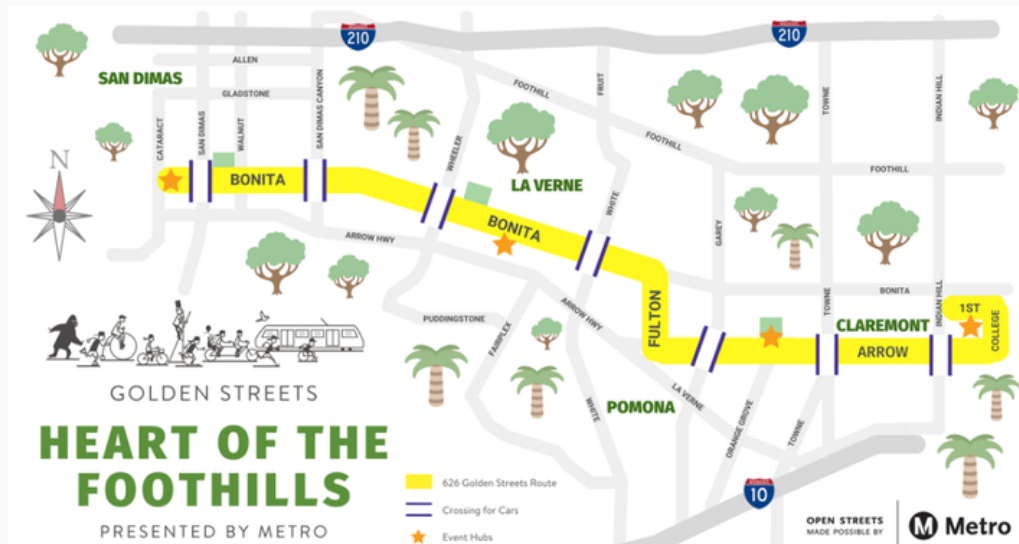 210
210
ALLEN
SAN DIMAS
GLADSTONE
FOOTHILL
FRUIT
TOWNE
INDIAN HILL
CATARACT
SAN DIMAS
WALNUT
SAN DIMAS CANYON
WHEELER
FOOTHILL
FOOTHILL
N
BONITA
LA VERNE
WHITE
BONITA
GAREY
ARROW HWY
BONITA
PUDDINGSTONE
FAIRPLEX
ARROW HWY
FULTON
TOWNE
CLAREMONT
INDIAN HILL
1ST
COLLEGE
ARROW
GOLDEN STREETS
HEART OF THE
FOOTHILLS
PRESENTED BY METRO
WHITE
POMONA
LA VERNE
ORANGE GROVE
TOWNE
10
626 Golden Streets Route
Crossing for Cars
Event Hubs
OPEN STREETS
MADE POSSIBLE BY
M Metro